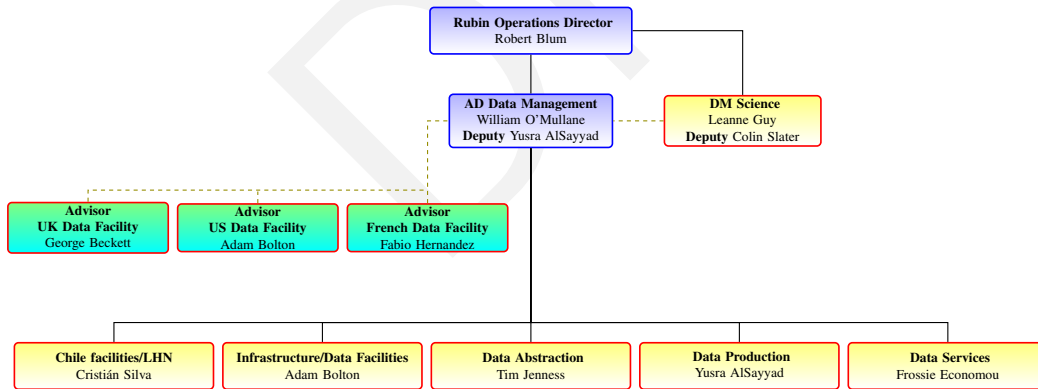 Rubin Operations Director
Robert Blum
AD Data Management
William O'Mullane
Deputy Yusra AlSayyad
DM Science
Leanne Guy
Deputy Colin Slater
Advisor
UK Data Facility
George Beckett
Advisor
US Data Facility
Adam Bolton
Advisor
French Data Facility
Fabio Hernandez
Chile facilities/LHN
Cristián Silva
Infrastructure/Data Facilities
Adam Bolton
Data Abstraction
Tim Jenness
Data Production
Yusra AlSayyad
Data Services
Frossie Economou